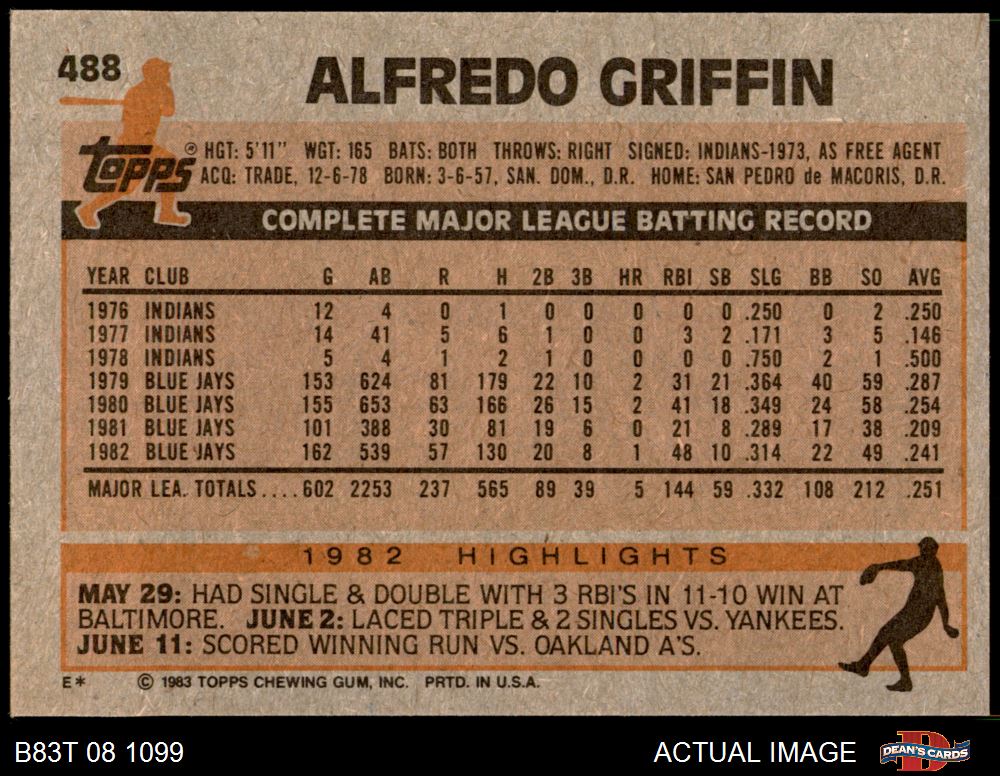 488
ALFREDO GRIFFIN
topps®
HGT: 5'11" WGT: 165 BATS: BOTH THROWS: RIGHT SIGNED: INDIANS-1973, AS FREE AGENT
ACQ: TRADE, 12-6-78 BORN: 3-6-57, SAN. DOM., D.R. HOME: SAN PEDRO de MACORIS, D.R.
COMPLETE MAJOR LEAGUE BATTING RECORD
YEAR CLUB G AB R H 2B 3B HR RBI SB SLG BB SO AVG
1976 INDIANS 12 4 0 1 0 0 0 0 0 .250 0 2 .250
1977 INDIANS 14 41 5 6 1 0 0 3 2 .171 3 5 .146
1978 INDIANS 5 4 1 2 1 0 0 0 0 .750 2 1 .500
1979 BLUE JAYS 153 624 81 179 22 10 2 31 21 .364 40 59 .287
1980 BLUE JAYS 155 653 63 166 26 15 2 41 18 .349 24 58 .254
1981 BLUE JAYS 101 388 30 81 19 6 0 21 8 .289 17 38 .209
1982 BLUE JAYS 162 539 57 130 20 8 1 48 10 .314 22 49 .241
MAJOR LEA. TOTALS....602 2253 237 565 89 39 5 144 59 .332 108 212 .251
1982 HIGHLIGHTS
MAY 29: HAD SINGLE & DOUBLE WITH 3 RBI'S IN 11-10 WIN AT
BALTIMORE. JUNE 2: LACED TRIPLE & 2 SINGLES VS. YANKEES.
JUNE 11: SCORED WINNING RUN VS. OAKLAND A'S.
E* © 1983 TOPPS CHEWING GUM, INC. PRTD. IN U.S.A.
B83T 08 1099 ACTUAL IMAGE D DEAN'S CARDS